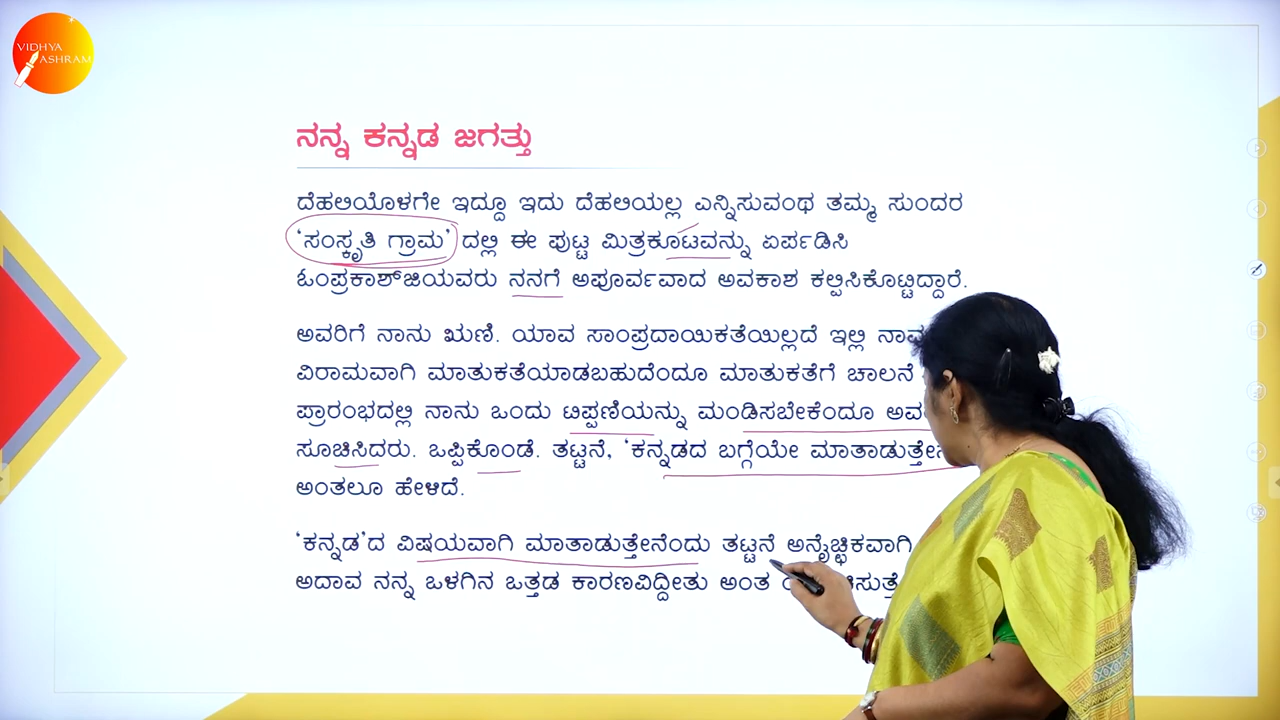 VIDHYA
ASHRAM
ನನ್ನ ಕನ್ನಡ ಜಗತ್ತು
ದೆಹಲಿಯೊಳಗೇ ಇದ್ದೂ ಇದು ದೆಹಲಿಯಲ್ಲ ಎನ್ನಿಸುವಂಥ ತಮ್ಮ ಸುಂದರ
‘ಸಂಸ್ಕೃತಿ ಗ್ರಾಮ’ ದಲ್ಲಿ ಈ ಪುಟ್ಟ ಮಿತ್ರಕೂಟವನ್ನು ಏರ್ಪಡಿಸಿ
ಓಂಪ್ರಕಾಶ್‌ಜಿಯವರು ನನಗೆ ಅಪೂರ್ವವಾದ ಅವಕಾಶ ಕಲ್ಪಿಸಿಕೊಟ್ಟಿದ್ದಾರೆ.
ಅವರಿಗೆ ನಾನು ಋಣಿ. ಯಾವ ಸಾಂಪ್ರದಾಯಿಕತೆಯಿಲ್ಲದೆ ಇಲ್ಲಿ
ವಿರಾಮವಾಗಿ ಮಾತುಕತೆಯಾಡಬಹುದೆಂದೂ ಮಾತುಕತೆಗೆ ಚಾಲನೆ
ಪ್ರಾರಂಭದಲ್ಲಿ ನಾನು ಒಂದು ಟಿಪ್ಪಣಿಯನ್ನು ಮಂಡಿಸಬೇಕೆಂದೂ
ಸೂಚಿಸಿದರು. ಒಪ್ಪಿಕೊಂಡೆ. ತಟ್ಟನೆ, ‘ಕನ್ನಡದ ಬಗ್ಗೆಯೇ
ಅಂತಲೂ ಹೇಳಿದೆ.
‘ಕನ್ನಡ’ದ ವಿಷಯವಾಗಿ ಮಾತಾಡುತ್ತೇನೆಂದು ತಟ್ಟನೆ ಅನೈಚ್ಛಿಕವಾಗಿ
ಅದಾವ ನನ್ನ ಒಳಗಿನ ಒತ್ತಡ ಕಾರಣವಿದ್ದೀತು ಅಂತ